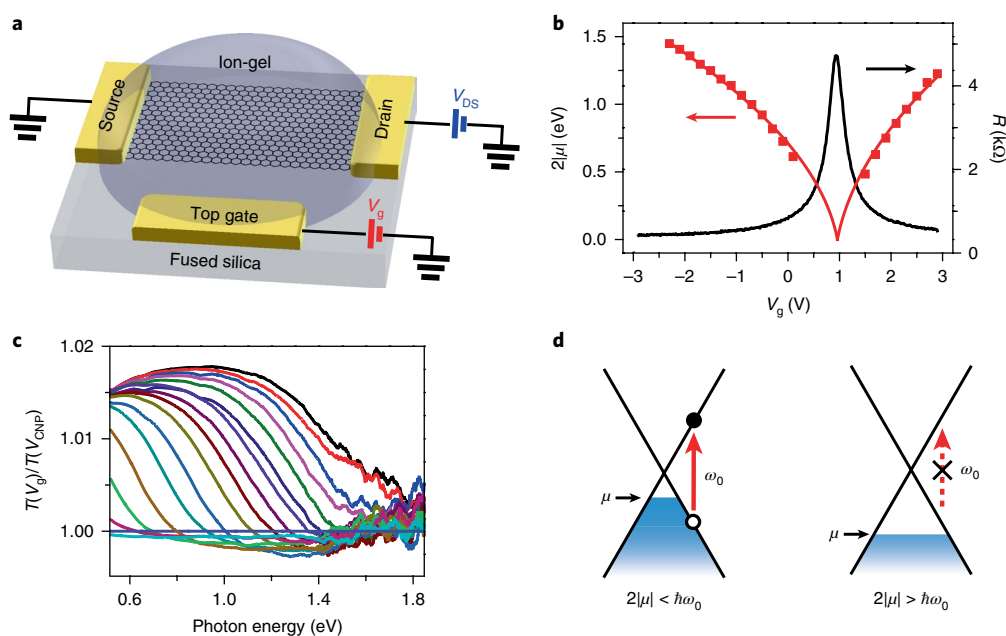 a
Ion-gel
Source
Drain
V_DS
V_g
Top gate
Fused silica
b
2|μ| (eV)
1.5
1.0
0.5
0.0
R (kΩ)
4
2
0
−3 −2 −1 0 1 2 3
V_g (V)
c
T(V_g)/T(V_CNP)
1.02
1.01
1.00
0.6 1.0 1.4 1.8
Photon energy (eV)
d
μ
ω_0
2|μ| < ℏω_0
μ
ω_0
2|μ| > ℏω_0